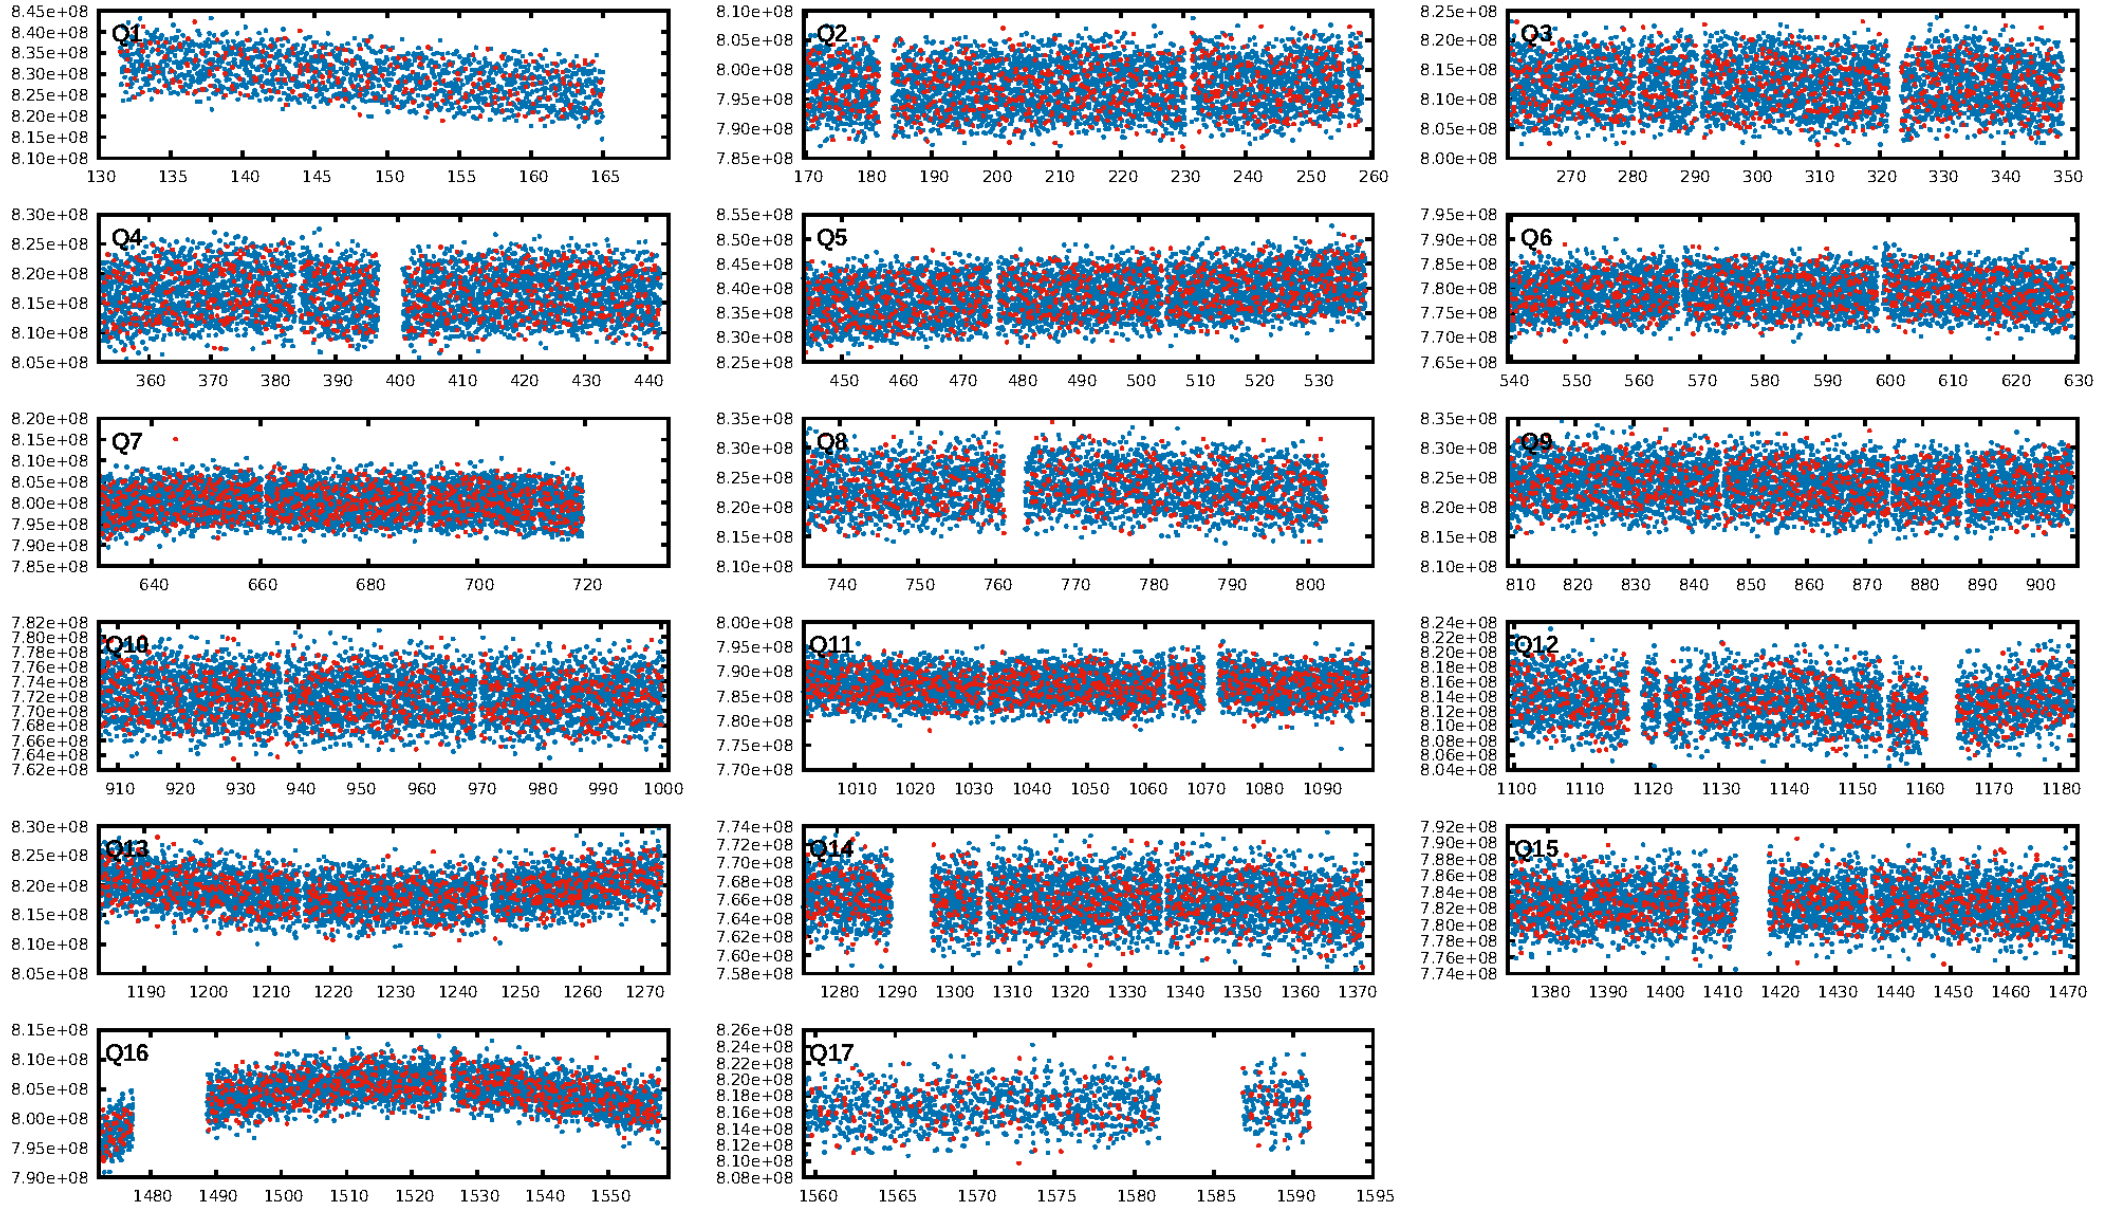 8.45e+08
8.40e+08
8.35e+08
8.30e+08
8.25e+08
8.20e+08
8.15e+08
8.10e+08
Q1
130 135 140 145 150 155 160 165
8.10e+08
8.05e+08
8.00e+08
7.95e+08
7.90e+08
7.85e+08
Q2
170 180 190 200 210 220 230 240 250 260
8.25e+08
8.20e+08
8.15e+08
8.10e+08
8.05e+08
8.00e+08
Q3
270 280 290 300 310 320 330 340 350
8.30e+08
8.25e+08
8.20e+08
8.15e+08
8.10e+08
8.05e+08
Q4
360 370 380 390 400 410 420 430 440
8.55e+08
8.50e+08
8.45e+08
8.40e+08
8.35e+08
8.30e+08
8.25e+08
Q5
450 460 470 480 490 500 510 520 530
7.95e+08
7.90e+08
7.85e+08
7.80e+08
7.75e+08
7.70e+08
7.65e+08
Q6
540 550 560 570 580 590 600 610 620 630
8.20e+08
8.15e+08
8.10e+08
8.05e+08
8.00e+08
7.95e+08
7.90e+08
7.85e+08
Q7
640 660 680 700 720
8.35e+08
8.30e+08
8.25e+08
8.20e+08
8.15e+08
8.10e+08
Q8
740 750 760 770 780 790 800
8.35e+08
8.30e+08
8.25e+08
8.20e+08
8.15e+08
8.10e+08
Q9
810 820 830 840 850 860 870 880 890 900
7.82e+08
7.80e+08
7.78e+08
7.76e+08
7.74e+08
7.72e+08
7.70e+08
7.68e+08
7.66e+08
7.64e+08
7.62e+08
Q10
910 920 930 940 950 960 970 980 990 1000
8.00e+08
7.95e+08
7.90e+08
7.85e+08
7.80e+08
7.75e+08
7.70e+08
Q11
1010 1020 1030 1040 1050 1060 1070 1080 1090
8.24e+08
8.22e+08
8.20e+08
8.18e+08
8.16e+08
8.14e+08
8.12e+08
8.10e+08
8.08e+08
8.06e+08
8.04e+08
Q12
1100 1110 1120 1130 1140 1150 1160 1170 1180
8.30e+08
8.25e+08
8.20e+08
8.15e+08
8.10e+08
8.05e+08
Q13
1190 1200 1210 1220 1230 1240 1250 1260 1270
7.74e+08
7.72e+08
7.70e+08
7.68e+08
7.66e+08
7.64e+08
7.62e+08
7.60e+08
7.58e+08
Q14
1280 1290 1300 1310 1320 1330 1340 1350 1360 1370
7.92e+08
7.90e+08
7.88e+08
7.86e+08
7.84e+08
7.82e+08
7.80e+08
7.78e+08
7.76e+08
7.74e+08
Q15
1380 1390 1400 1410 1420 1430 1440 1450 1460 1470
8.15e+08
8.10e+08
8.05e+08
8.00e+08
7.95e+08
7.90e+08
Q16
1480 1490 1500 1510 1520 1530 1540 1550
8.26e+08
8.24e+08
8.22e+08
8.20e+08
8.18e+08
8.16e+08
8.14e+08
8.12e+08
8.10e+08
8.08e+08
Q17
1560 1565 1570 1575 1580 1585 1590 1595